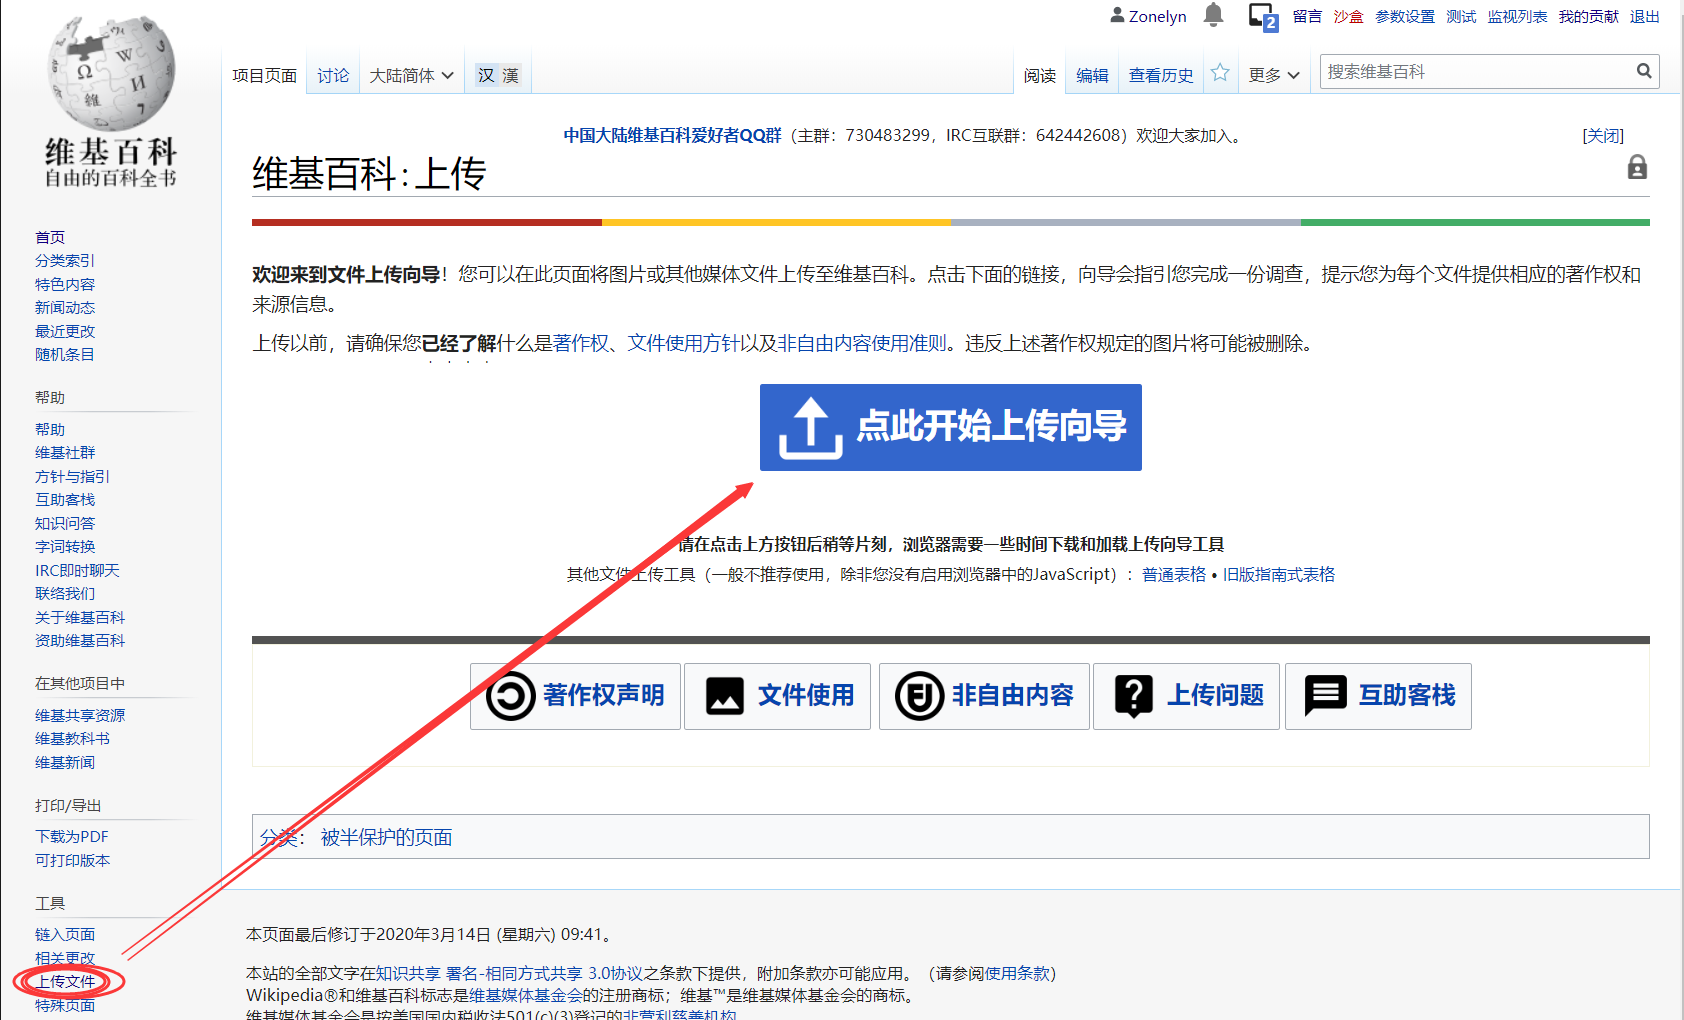 Zonelyn 2 留言 沙盒 参数设置 测试 监视列表 我的贡献 退出
项目页面 讨论 大陆简体 汉 漢 阅读 编辑 查看历史 更多 搜索维基百科
维基百科
自由的百科全书
首页
分类索引
特色内容
新闻动态
最近更改
随机条目
帮助
帮助
维基社群
方针与指引
互助客栈
知识问答
字词转换
IRC即时聊天
联络我们
关于维基百科
资助维基百科
在其他项目中
维基共享资源
维基教科书
维基新闻
打印/导出
下载为PDF
可打印版本
工具
链入页面
相关更改
上传文件
特殊页面
中国大陆维基百科爱好者QQ群（主群：730483299，IRC互联群：642442608）欢迎大家加入。 [关闭]
维基百科:上传
欢迎来到文件上传向导！您可以在此页面将图片或其他媒体文件上传至维基百科。点击下面的链接，向导会指引您完成一份调查，提示您为每个文件提供相应的著作权和
来源信息。
上传以前，请确保您已经了解什么是著作权、文件使用方针以及非自由内容使用准则。违反上述著作权规定的图片将可能被删除。
点此开始上传向导
请在点击上方按钮后稍等片刻，浏览器需要一些时间下载和加载上传向导工具
其他文件上传工具（一般不推荐使用，除非您没有启用浏览器中的JavaScript）：普通表格 • 旧版指南式表格
著作权声明 文件使用 非自由内容 上传问题 互助客栈
分类： 被半保护的页面
本页面最后修订于2020年3月14日 (星期六) 09:41。
本站的全部文字在知识共享 署名-相同方式共享 3.0协议之条款下提供，附加条款亦可能应用。（请参阅使用条款）
Wikipedia®和维基百科标志是维基媒体基金会的注册商标；维基™是维基媒体基金会的商标。
维基媒体基金会是按美国国内税收法501(c)(3)登记的非营利慈善机构